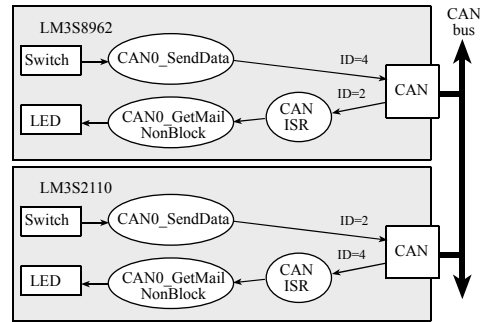 LM3S8962
CAN
bus
Switch
CAN0_SendData
ID=4
ID=2
CAN
LED
CAN0_GetMail
NonBlock
CAN
ISR
LM3S2110
Switch
CAN0_SendData
ID=2
ID=4
CAN
LED
CAN0_GetMail
NonBlock
CAN
ISR